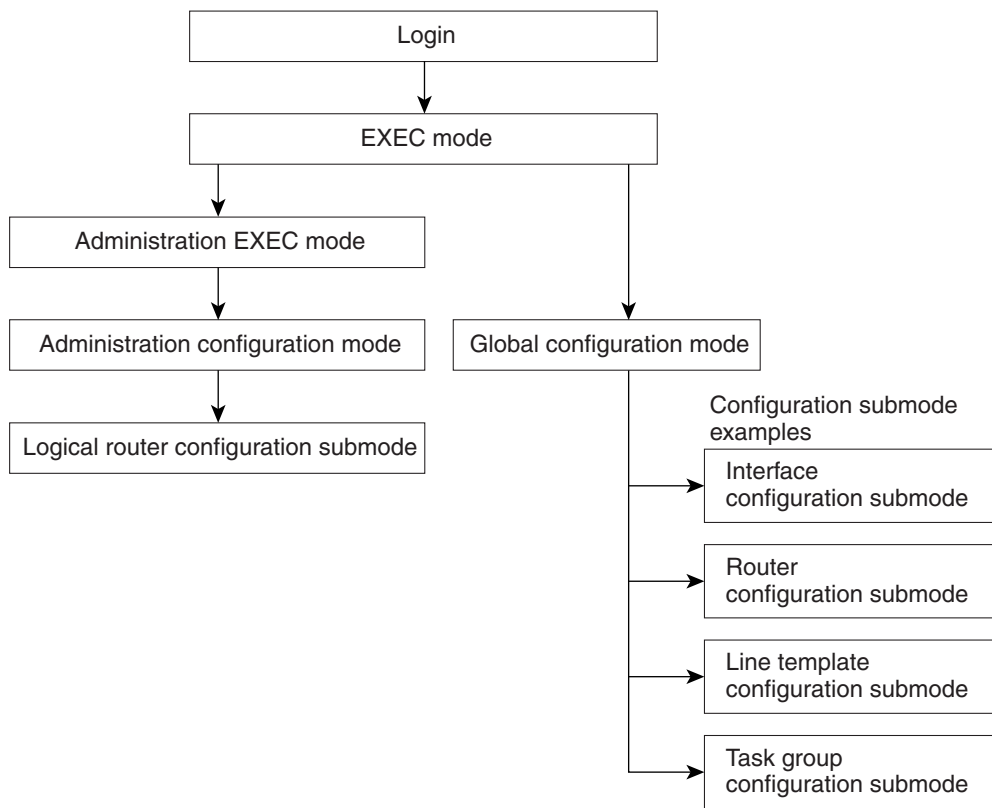 Login
EXEC mode
Administration EXEC mode
Administration configuration mode
Global configuration mode
Logical router configuration submode
Configuration submode
examples
Interface
configuration submode
Router
configuration submode
Line template
configuration submode
Task group
configuration submode